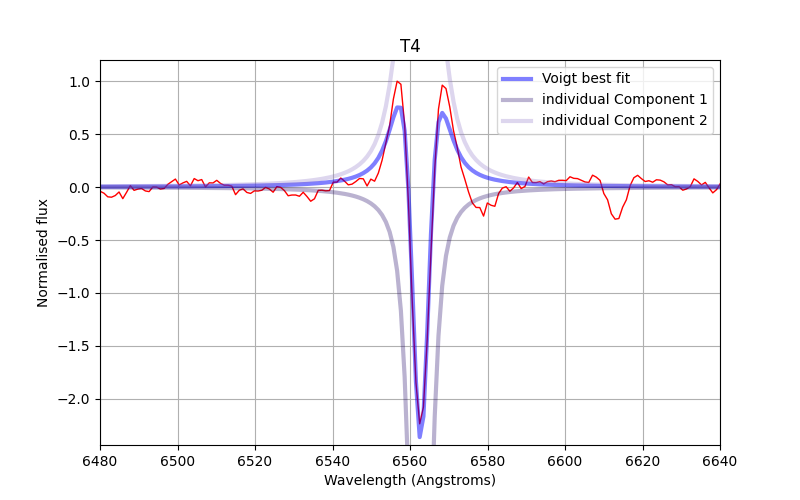 T4
Voigt best fit
individual Component 1
individual Component 2
1.0
0.5
0.0
−0.5
−1.0
−1.5
−2.0
Normalised flux
6480 6500 6520 6540 6560 6580 6600 6620 6640
Wavelength (Angstroms)